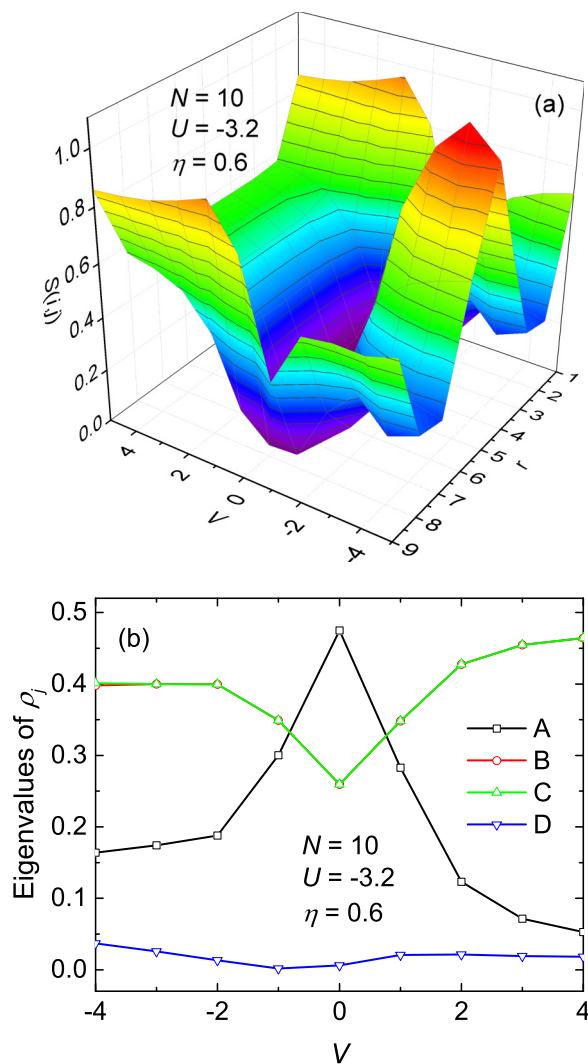 (a)
N = 10
U = -3.2
η = 0.6
1.0
0.8
0.6
0.4
0.2
0.0
4
2
0
-2
-4
V
1
2
3
4
5
6
7
8
9
r
(b)
Eigenvalues of ρj
0.5
0.4
0.3
0.2
0.1
0.0
A
B
C
D
N = 10
U = -3.2
η = 0.6
-4
-2
0
2
4
V